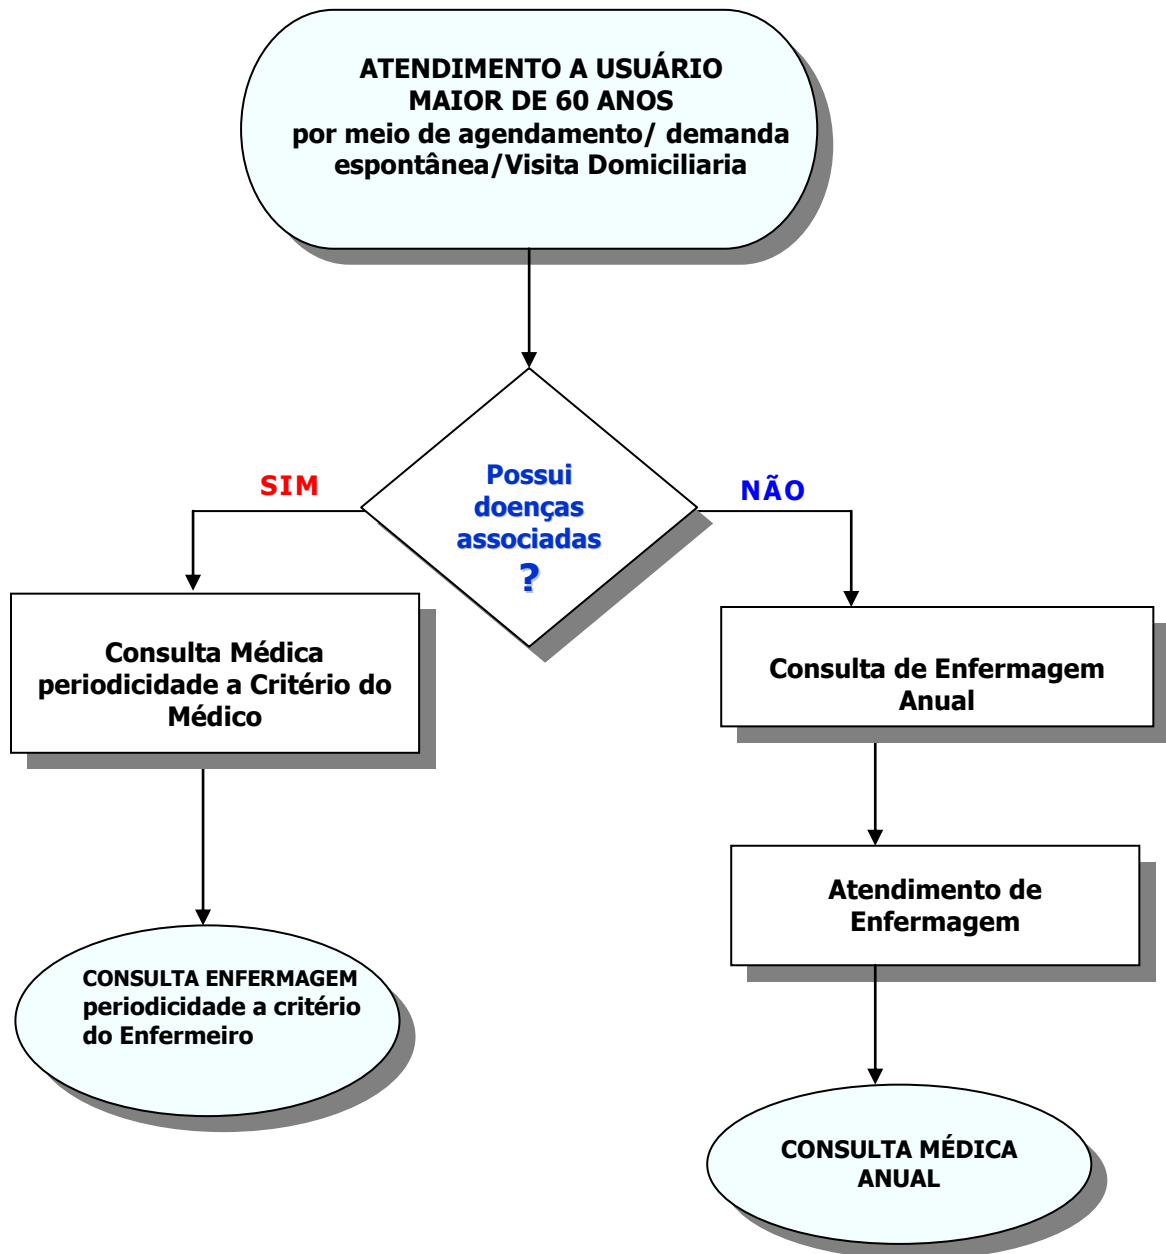 ATENDIMENTO A USUÁRIO
MAIOR DE 60 ANOS
por meio de agendamento/ demanda
espontânea/Visita Domiciliaria
SIM
Possui
doenças
associadas
?
NÃO
Consulta Médica
periodicidade a Critério do
Médico
Consulta de Enfermagem
Anual
Atendimento de
Enfermagem
CONSULTA ENFERMAGEM
periodicidade a critério
do Enfermeiro
CONSULTA MÉDICA
ANUAL